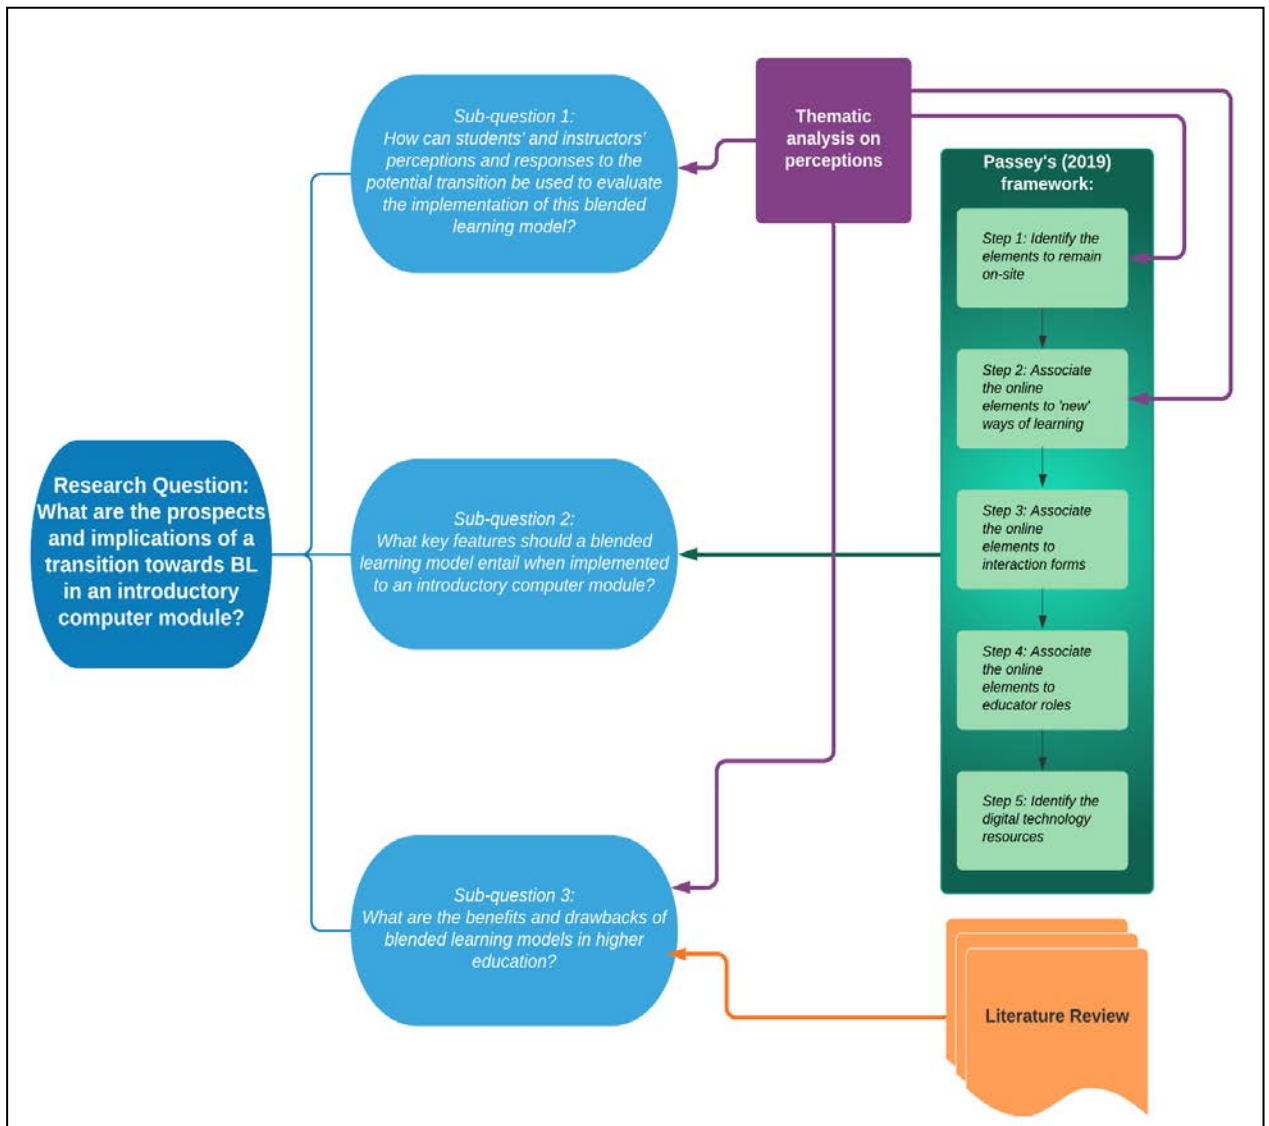 Research Question:
What are the prospects
and implications of a
transition towards BL
in an introductory
computer module?
Sub-question 1:
How can students' and instructors'
perceptions and responses to the
potential transition be used to evaluate
the implementation of this blended
learning model?
Sub-question 2:
What key features should a blended
learning model entail when implemented
to an introductory computer module?
Sub-question 3:
What are the benefits and drawbacks of
blended learning models in higher
education?
Thematic
analysis on
perceptions
Passey's (2019)
framework:
Step 1: Identify the
elements to remain
on-site
Step 2: Associate
the online
elements to 'new'
ways of learning
Step 3: Associate
the online
elements to
interaction forms
Step 4: Associate
the online
elements to
educator roles
Step 5: Identify the
digital technology
resources
Literature Review